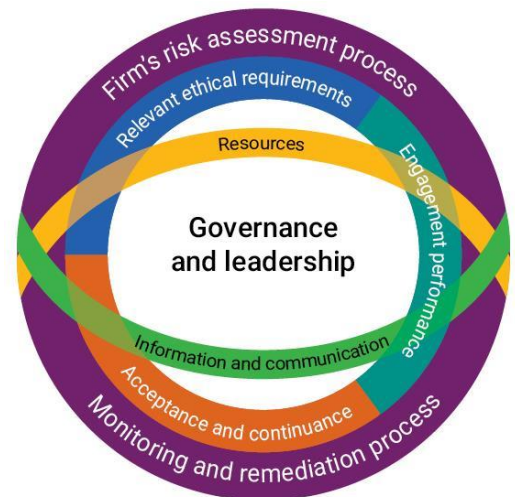 Firm's risk assessment process
Relevant ethical requirements
Resources
Engagement performance
Governance
and leadership
Information and communication
Acceptance and continuance
Monitoring and remediation process